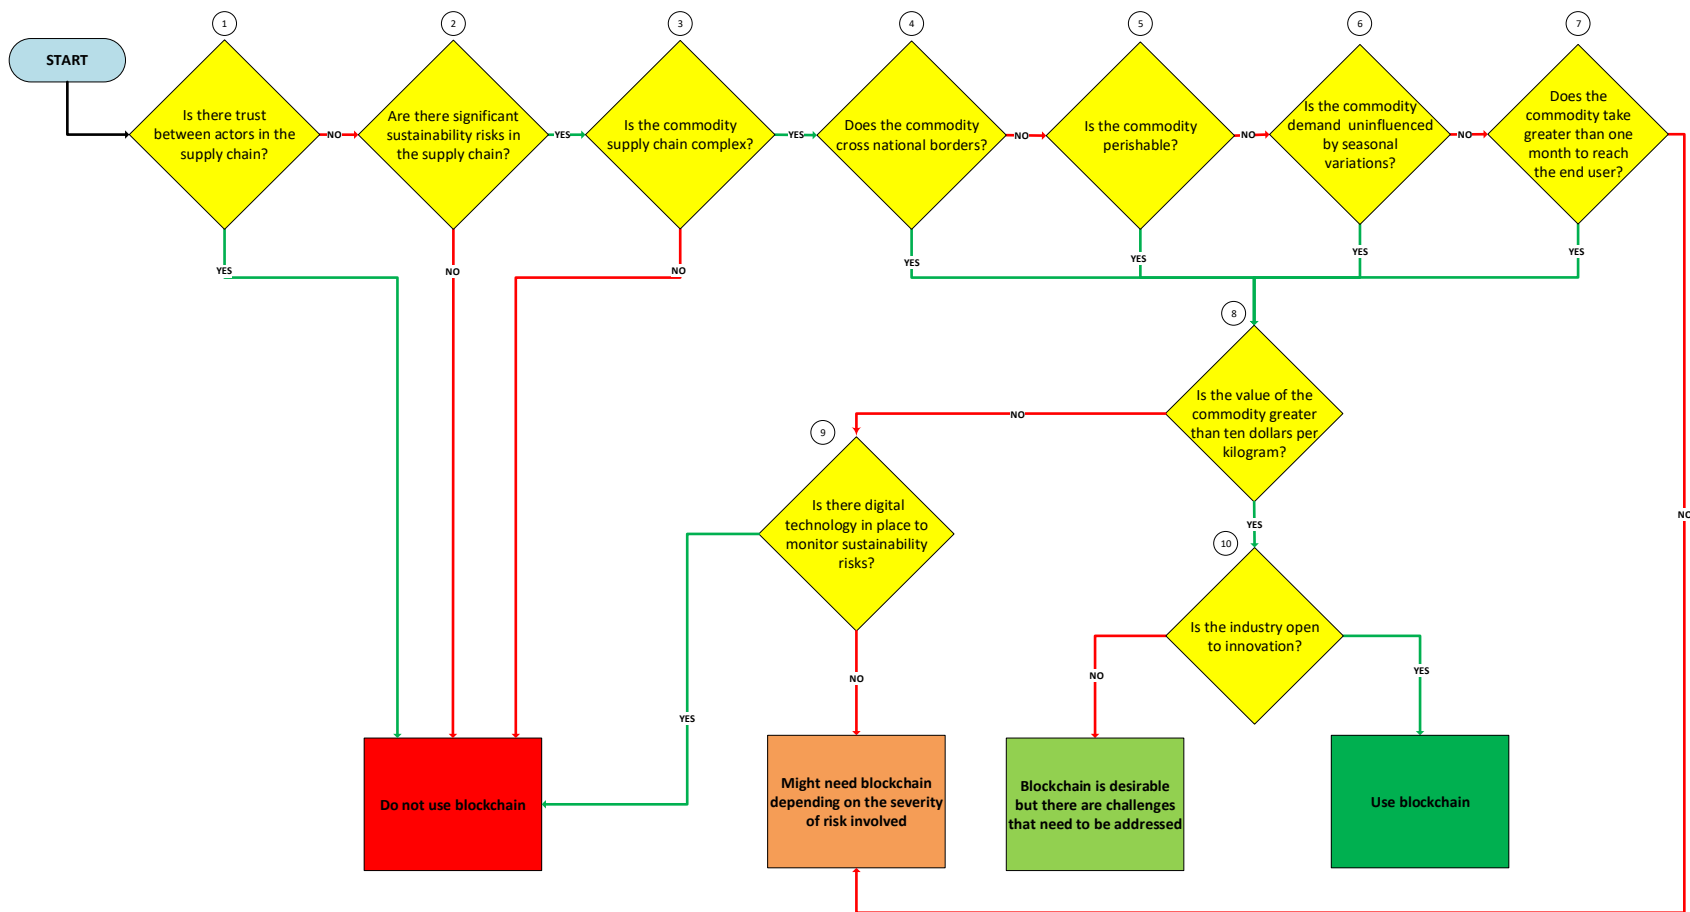 1
2
3
4
5
6
7
START
Is there trust
between actors in the
supply chain?
NO
Are there significant
sustainability risks in
the supply chain?
YES
Is the commodity
supply chain complex?
YES
Does the commodity
cross national borders?
NO
Is the commodity
perishable?
NO
Is the commodity
demand  uninfluenced
by seasonal
variations?
NO
Does the
commodity take
greater than one
month to reach
the end user?
YES
NO
NO
YES
YES
YES
YES
8
Is the value of the
commodity greater
than ten dollars per
kilogram?
NO
9
Is there digital
technology in place to
monitor sustainability
risks?
NO
YES
10
Is the industry open
to innovation?
NO
YES
NO
YES
Do not use blockchain
Might need blockchain
depending on the severity
of risk involved
Blockchain is desirable
but there are challenges
that need to be addressed
Use blockchain